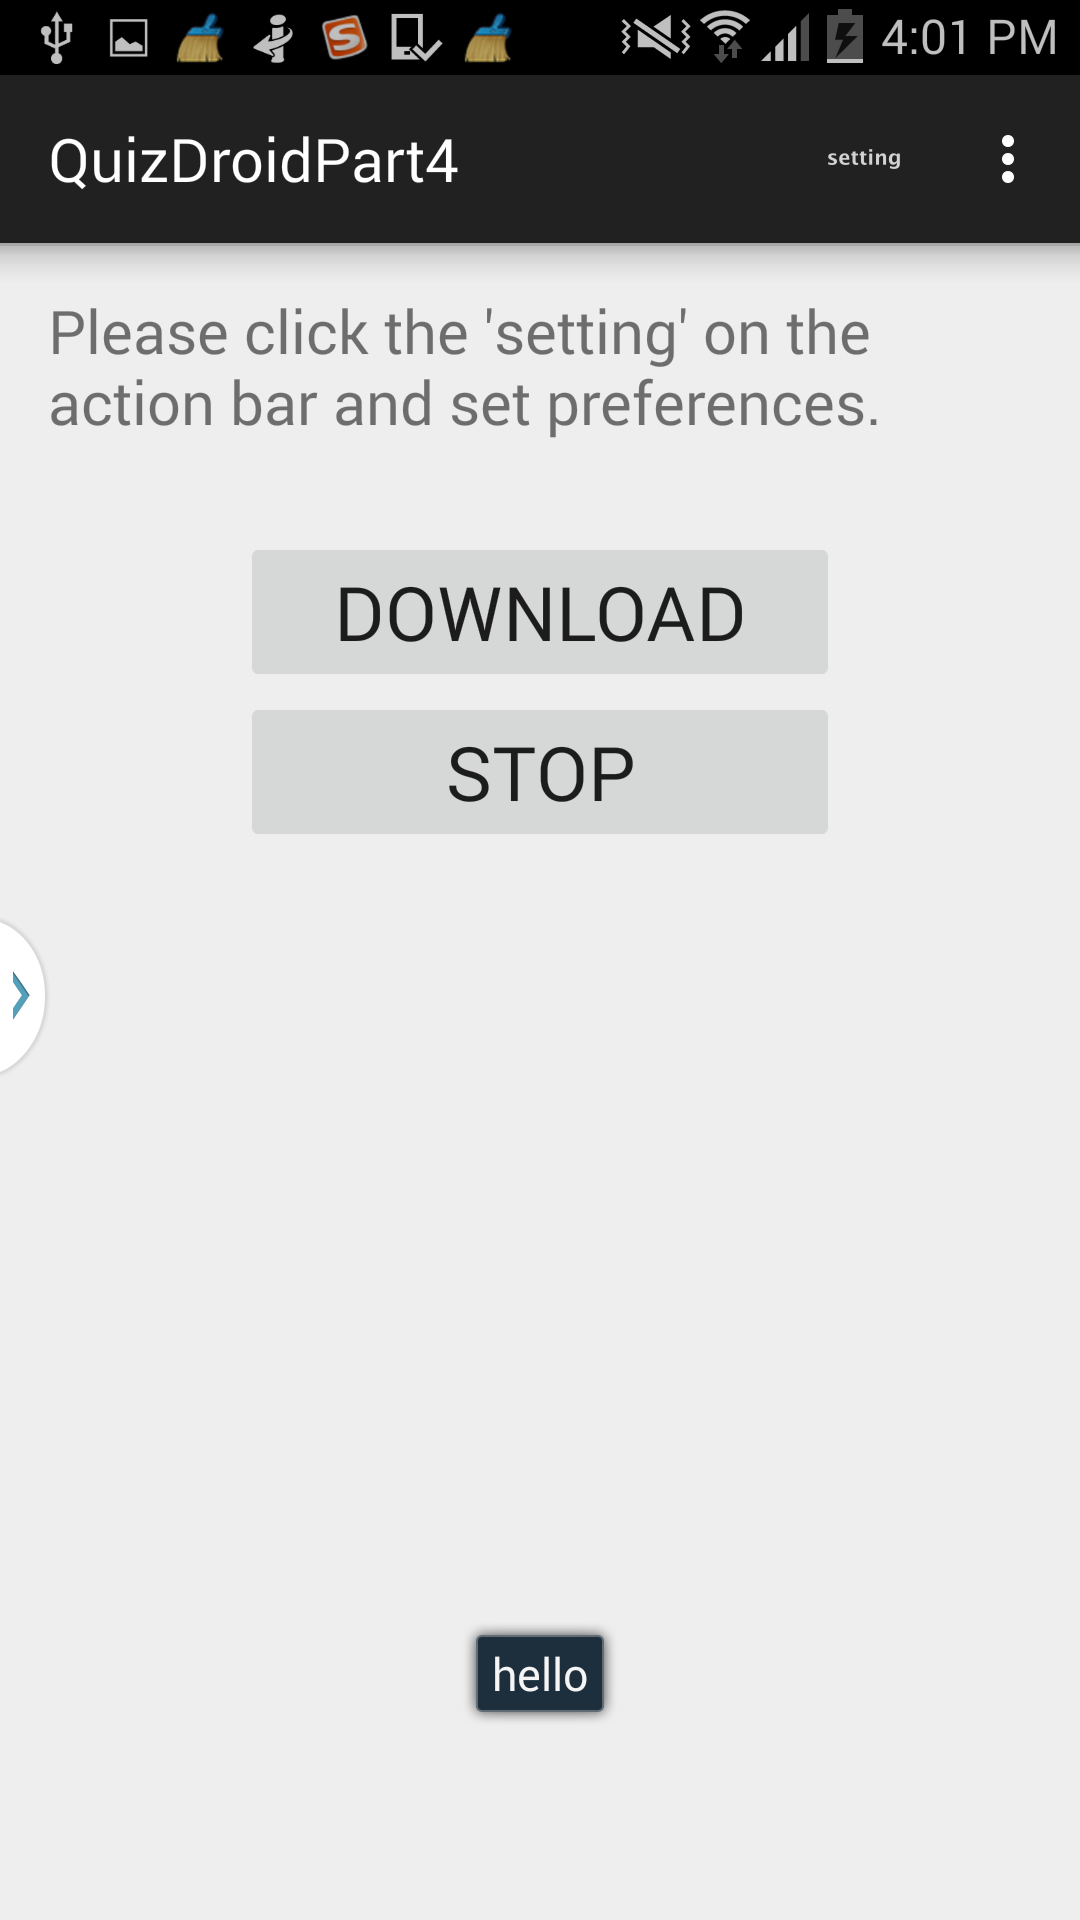 4:01 PM
QuizDroidPart4
setting
Please click the 'setting' on the
action bar and set preferences.
DOWNLOAD
STOP
hello